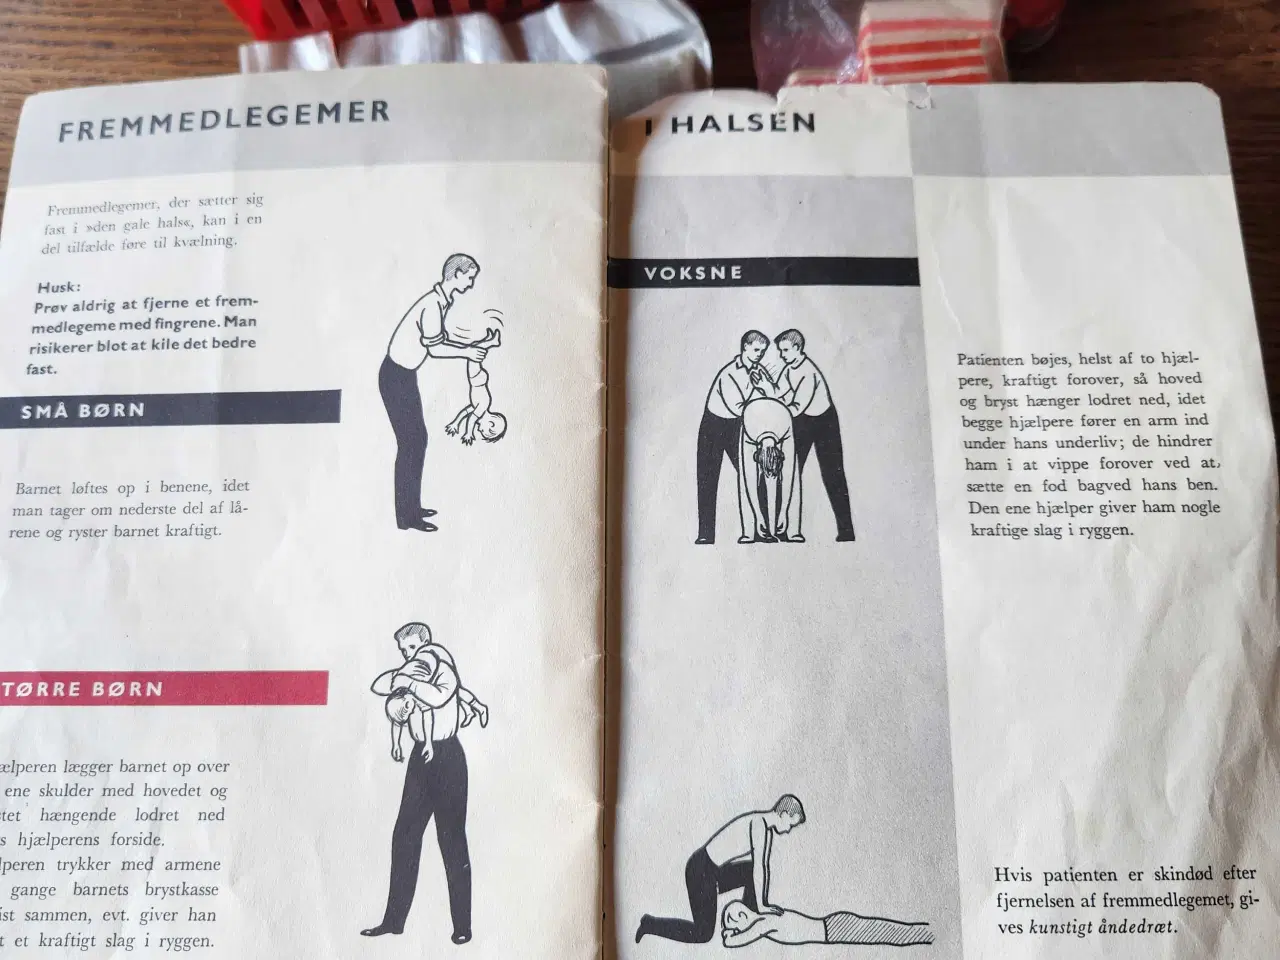 FREMMEDLEGEMER
Fremmedlegemer, der sætter sig
fast i »den gale hals«, kan i en
del tilfælde føre til kvælning.
Husk:
Prøv aldrig at fjerne et frem-
medlegeme med fingrene. Man
risikerer blot at kile det bedre
fast.
SMÅ BØRN
Barnet løftes op i benene, idet
man tager om nederste del af lå-
rene og ryster barnet kraftigt.
TØRRE BØRN
ælperen lægger barnet op over
ene skulder med hovedet og
tet hængende lodret ned
s hjælperens forside.
lperen trykker med armene
gange barnets brystkasse
ist sammen, evt. giver han
t et kraftigt slag i ryggen.
I HALSEN
VOKSNE
Patienten bøjes, helst af to hjæl-
pere, kraftigt forover, så hoved
og bryst hænger lodret ned, idet
begge hjælpere fører en arm ind
under hans underliv; de hindrer
ham i at vippe forover ved at,
sætte en fod bagved hans ben.
Den ene hjælper giver ham nogle
kraftige slag i ryggen.
Hvis patienten er skindød efter
fjernelsen af fremmedlegemet, gi-
ves kunstigt åndedræt.